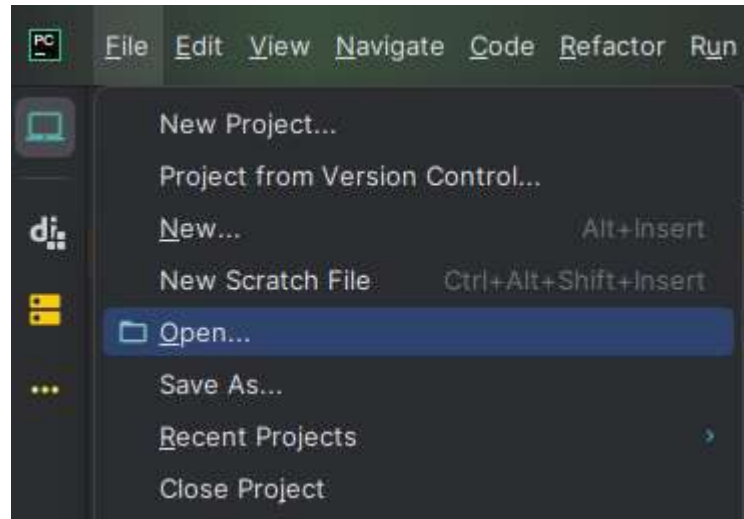 PC
File Edit View Navigate Code Refactor Run
New Project...
Project from Version Control...
New... Alt+Insert
New Scratch File Ctrl+Alt+Shift+Insert
Open...
Save As...
Recent Projects
Close Project